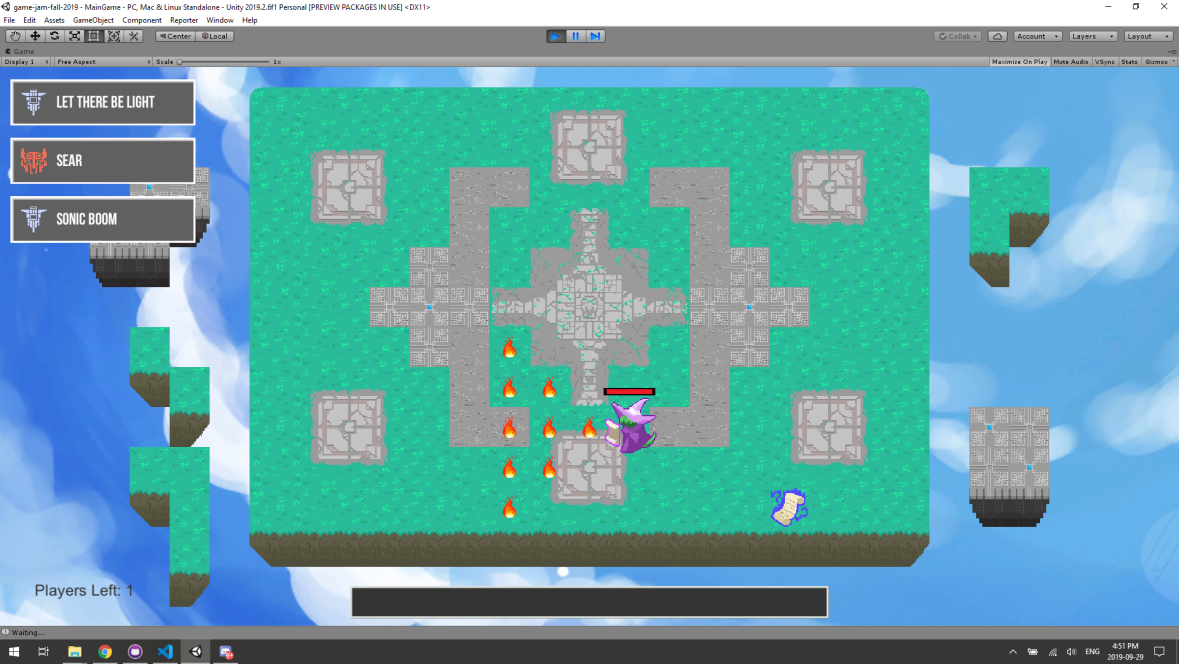 game-jam-fall-2019 - MainGame - PC, Mac & Linux Standalone - Unity 2019.2.6f1 Personal [PREVIEW PACKAGES IN USE] <DX11>
File Edit Assets GameObject Component Reporter Window Help
Center Local Collab Account Layers Layout
Game
Display 1 Free Aspect Scale 1x Maximize On Play Mute Audio VSync Stats Gizmos
LET THERE BE LIGHT
SEAR
SONIC BOOM
Players Left: 1
Waiting...
ENG 4:51 PM
2019-09-29